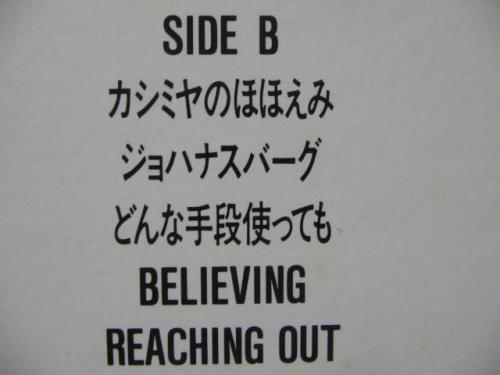 SIDE B
カシミヤのほほえみ
ジョハナスバーグ
どんな手段使っても
BELIEVING
REACHING OUT